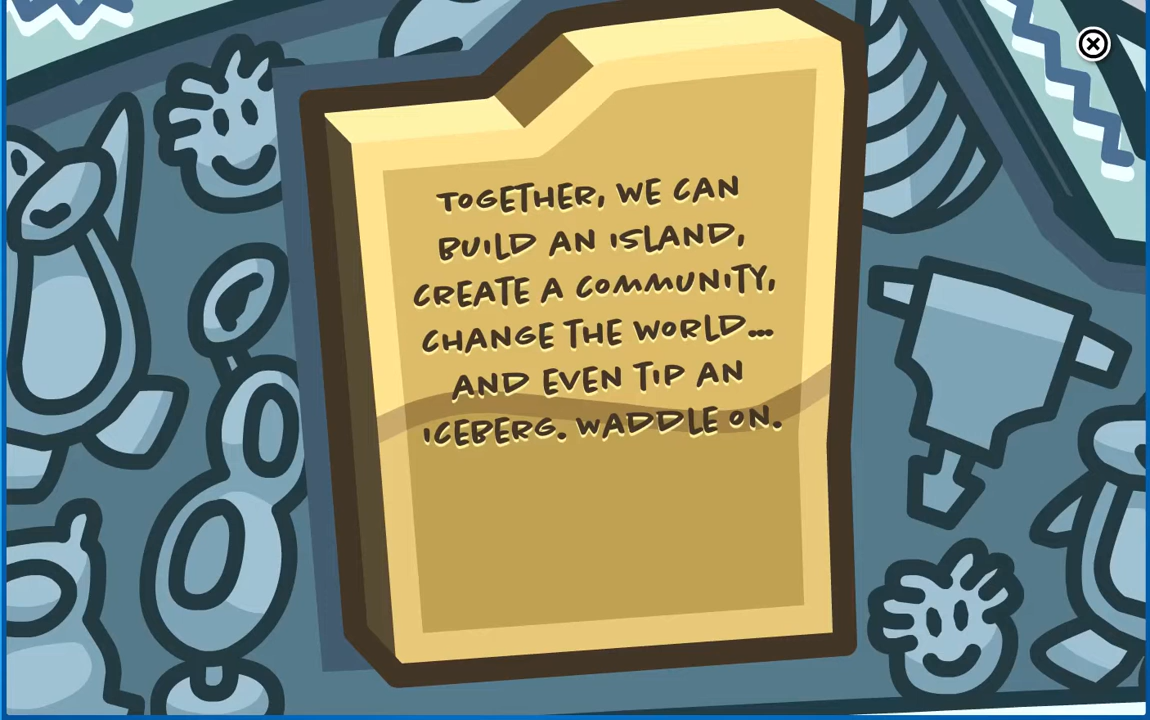 TOGETHER, WE CAN
BUILD AN ISLAND,
CREATE A COMMUNITY,
CHANGE THE WORLD...
AND EVEN TIP AN
ICEBERG. WADDLE ON.